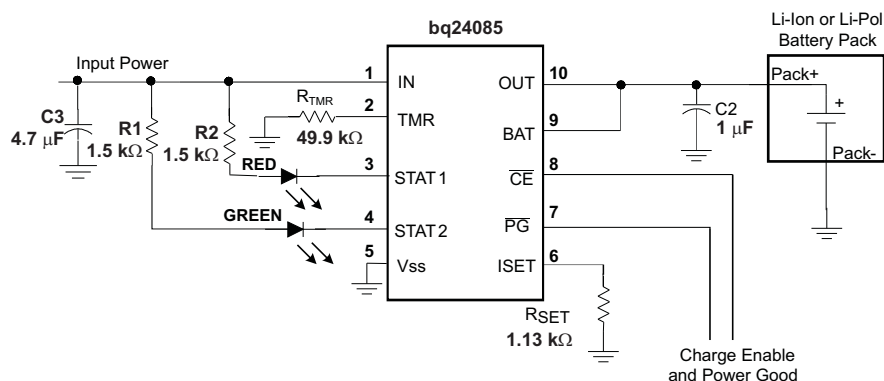 bq24085
Li-Ion or Li-Pol
Battery Pack
Input Power
1
IN
OUT
10
Pack+
C3
4.7 μF
R1
1.5 kΩ
R2
1.5 kΩ
RTMR
49.9 kΩ
2
TMR
BAT
9
C2
1 μF
+
Pack-
RED
3
STAT1
CE
8
GREEN
4
STAT2
PG
7
5
Vss
ISET
6
RSET
1.13 kΩ
Charge Enable
and Power Good